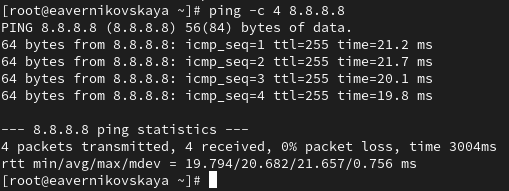 [root@eavernikovskaya ~]# ping -c 4 8.8.8.8
PING 8.8.8.8 (8.8.8.8) 56(84) bytes of data.
64 bytes from 8.8.8.8: icmp_seq=1 ttl=255 time=21.2 ms
64 bytes from 8.8.8.8: icmp_seq=2 ttl=255 time=21.7 ms
64 bytes from 8.8.8.8: icmp_seq=3 ttl=255 time=20.1 ms
64 bytes from 8.8.8.8: icmp_seq=4 ttl=255 time=19.8 ms
--- 8.8.8.8 ping statistics ---
4 packets transmitted, 4 received, 0% packet loss, time 3004ms
rtt min/avg/max/mdev = 19.794/20.682/21.657/0.756 ms
[root@eavernikovskaya ~]#